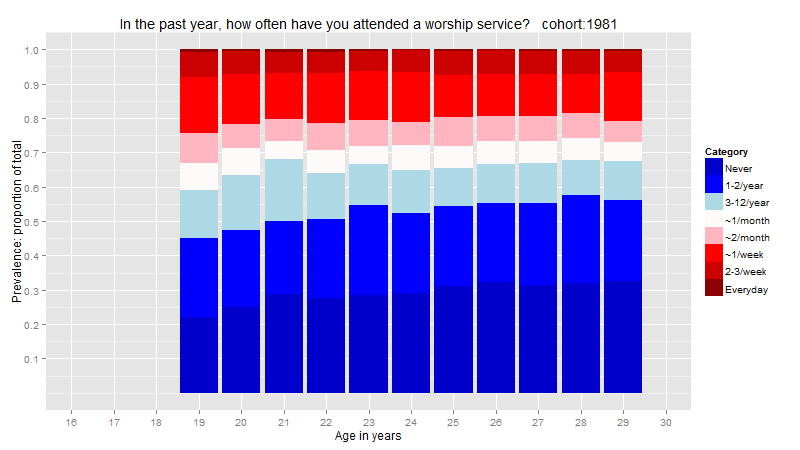 In the past year, how often have you attended a worship service?   cohort:1981
Prevalence: proportion of total
1.0
0.9
0.8
0.7
0.6
0.5
0.4
0.3
0.2
0.1
16 17 18 19 20 21 22 23 24 25 26 27 28 29 30
Age in years
Category
Never
1-2/year
3-12/year
~1/month
~2/month
~1/week
2-3/week
Everyday